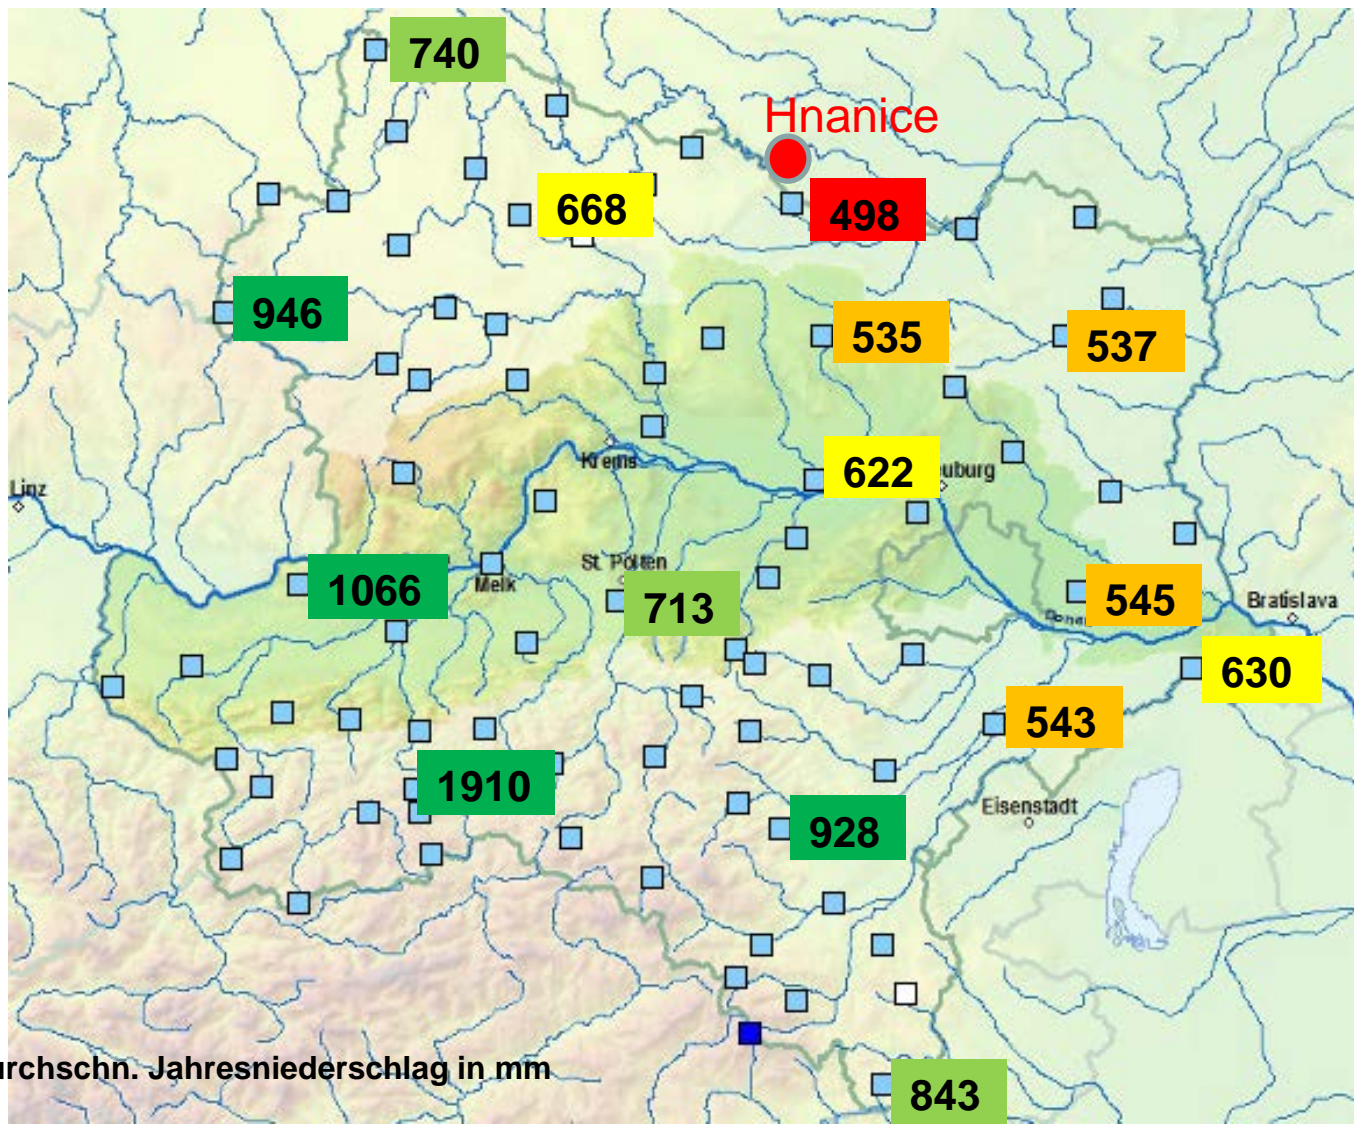 740
Hnanice
668
498
946
535
537
Krems
622
uburg
Linz
St. Pölten
1066
Melk
713
545
Bratislava
630
543
1910
Eisenstadt
928
urchschn. Jahresniederschlag in mm
843